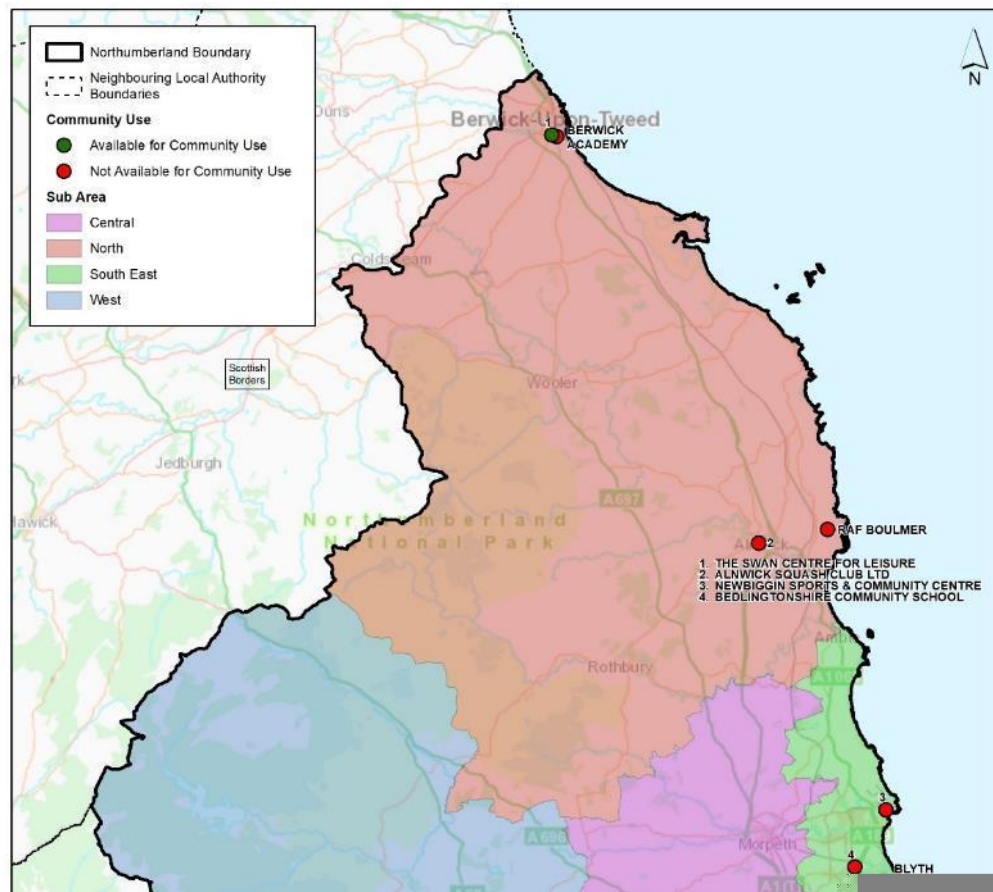 Northumberland Boundary
Neighbouring Local Authority
Boundaries
Community Use
Available for Community Use
Not Available for Community Use
Sub Area
Central
North
South East
West
N
Duns
Berwick-Upon-Tweed
1
BERWICK
ACADEMY
Coldstream
Scottish
Borders
Wooler
Jedburgh
Hawick
A697
Northumberland
National Park
RAF BOULMER
Alnwick
2
1. THE SWAN CENTRE FOR LEISURE
2. ALNWICK SQUASH CLUB LTD
3. NEWBIGGIN SPORTS & COMMUNITY CENTRE
4. BEDLINGTONSHIRE COMMUNITY SCHOOL
Rothbury
3
A696
Morpeth
4
BLYTH